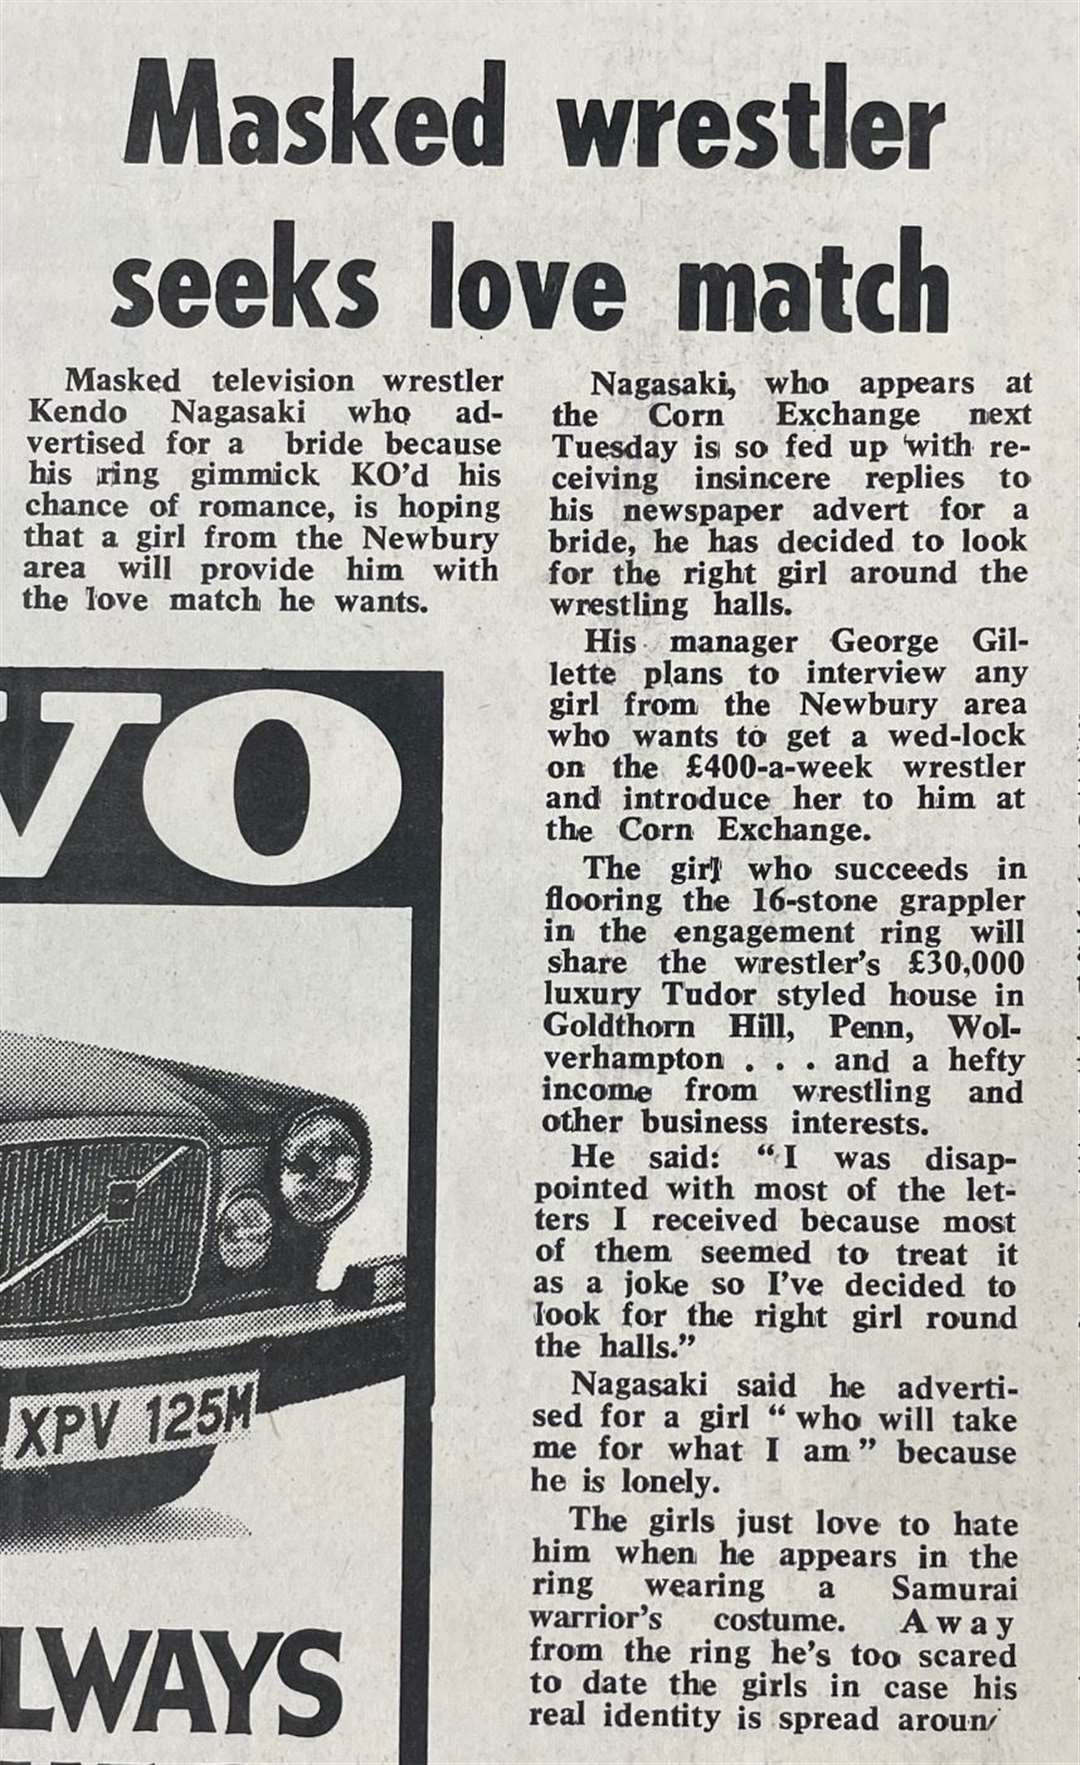 Masked wrestler
seeks love match
Masked television wrestler
Kendo Nagasaki who ad-
vertised for a bride because
his ring gimmick KO'd his
chance of romance, is hoping
that a girl from the Newbury
area will provide him with
the love match he wants.
Nagasaki, who appears at
the Corn Exchange next
Tuesday is so fed up with re-
ceiving insincere replies to
his newspaper advert for a
bride, he has decided to look
for the right girl around the
wrestling halls.
His manager George Gil-
lette plans to interview any
girl from the Newbury area
who wants to get a wed-lock
on the £400-a-week wrestler
and introduce her to him at
the Corn Exchange.
The girl who succeeds in
flooring the 16-stone grappler
in the engagement ring will
share the wrestler's £30,000
luxury Tudor styled house in
Goldthorn Hill, Penn, Wol-
verhampton . . . and a hefty
income from wrestling and
other business interests.
He said: "I was disap-
pointed with most of the let-
ters I received because most
of them seemed to treat it
as a joke so I've decided to
look for the right girl round
the halls."
Nagasaki said he adverti-
sed for a girl "who will take
me for what I am" because
he is lonely.
The girls just love to hate
him when he appears in the
ring wearing a Samurai
warrior's costume. Away
from the ring he's too scared
to date the girls in case his
real identity is spread aroun
VO
XPV 125M
LWAYS